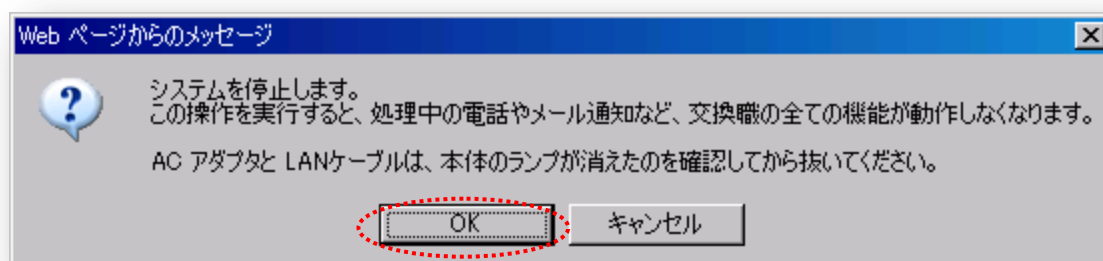 Web ページからのメッセージ
システムを停止します。
この操作を実行すると、処理中の電話やメール通知など、交換職の全ての機能が動作しなくなります。
AC アダプタと LANケーブルは、本体のランプが消えたのを確認してから抜いてください。
OK キャンセル